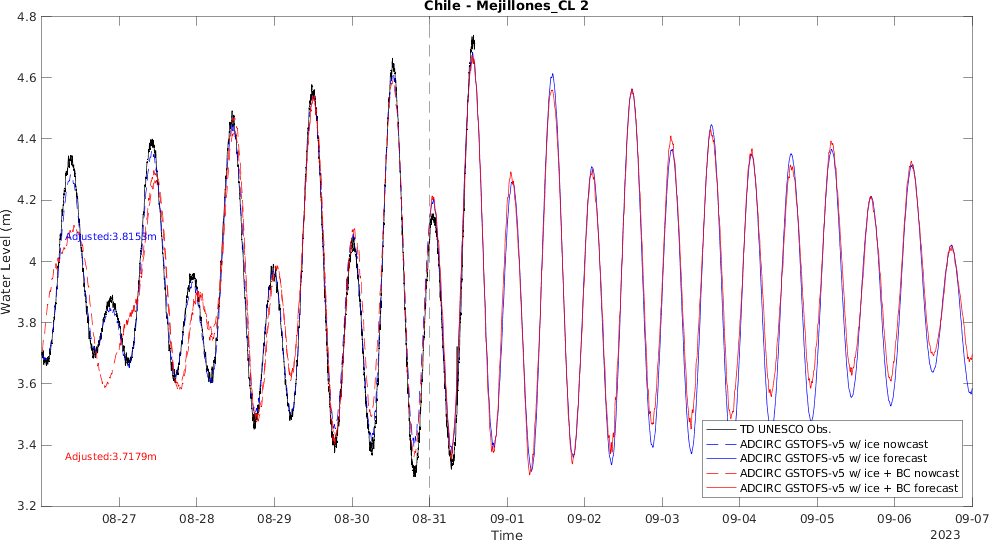 Chile - Mejillones_CL 2
4.8
4.6
4.4
4.2
4
3.8
3.6
3.4
3.2
Water Level (m)
Adjusted:3.8153m
Adjusted:3.7179m
TD UNESCO Obs.
ADCIRC GSTOFS-v5 w/ ice nowcast
ADCIRC GSTOFS-v5 w/ ice forecast
ADCIRC GSTOFS-v5 w/ ice + BC nowcast
ADCIRC GSTOFS-v5 w/ ice + BC forecast
08-27 08-28 08-29 08-30 08-31 09-01 09-02 09-03 09-04 09-05 09-06 09-07
Time
2023